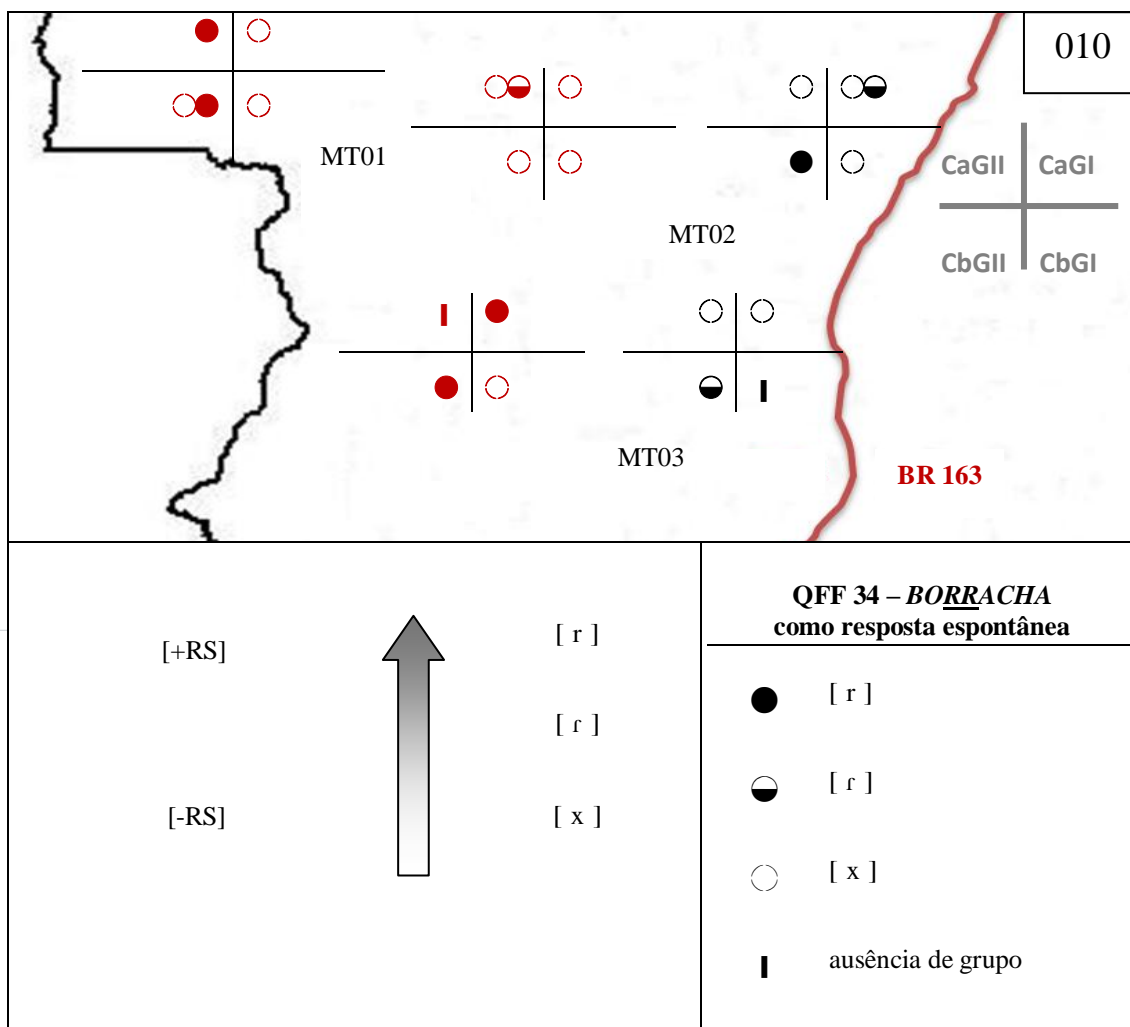 010
MT01
CaGII CaGI
MT02
CbGII CbGI
MT03
BR 163
[+RS]
[-RS]
[ r ]
[ ɾ ]
[ x ]
QFF 34 – BORRACHA
como resposta espontânea
[ r ]
[ ɾ ]
[ x ]
ausência de grupo